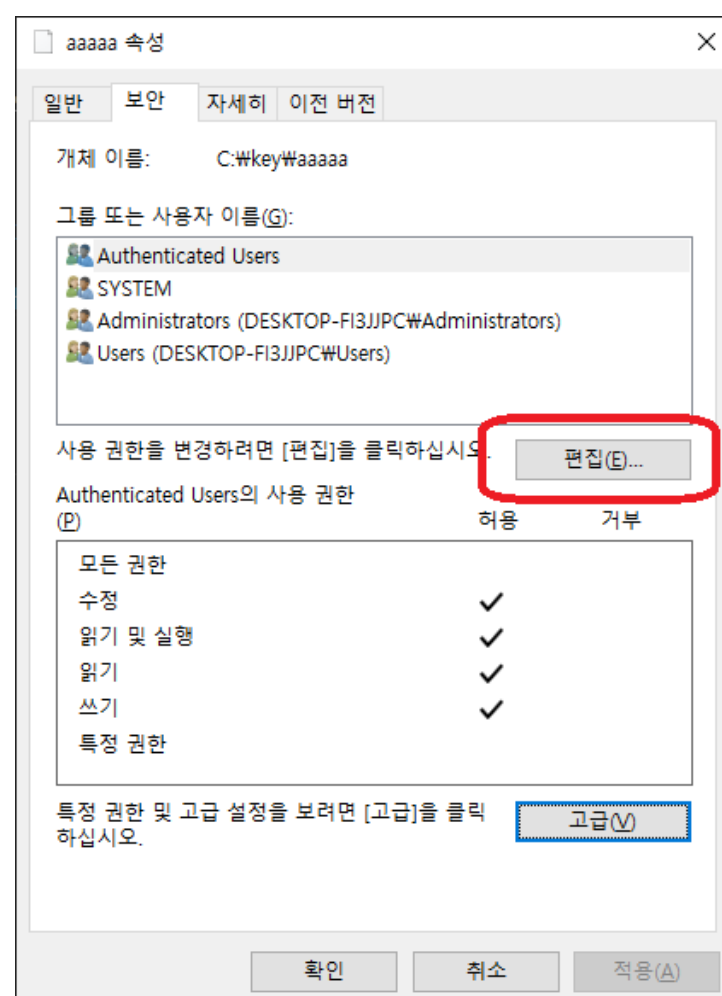 aaaaa 속성
일반 보안 자세히 이전 버전
개체 이름: C:₩key₩aaaaa
그룹 또는 사용자 이름(G):
Authenticated Users
SYSTEM
Administrators (DESKTOP-FI3JJPC₩Administrators)
Users (DESKTOP-FI3JJPC₩Users)
사용 권한을 변경하려면 [편집]을 클릭하십시오.
편집(E)...
Authenticated Users의 사용 권한
(P) 허용 거부
모든 권한
수정
읽기 및 실행
읽기
쓰기
특정 권한
특정 권한 및 고급 설정을 보려면 [고급]을 클릭
하십시오.
고급(V)
확인 취소 적용(A)